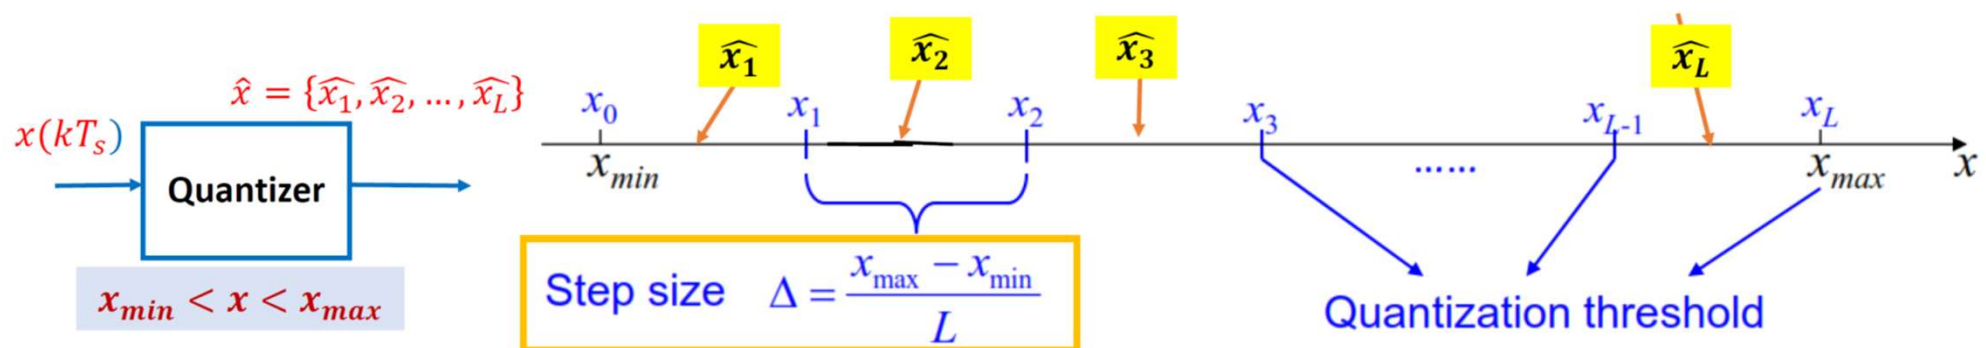 x̂ = {x̂₁, x̂₂, ..., x̂_L}
x(kTₛ)
Quantizer
x_min < x < x_max
x̂₁ x̂₂ x̂₃ x̂_L
x₀ x₁ x₂ x₃ x_{L-1} x_L
x_min ...... x_max x
Step size Δ = (x_max − x_min) / L
Quantization threshold